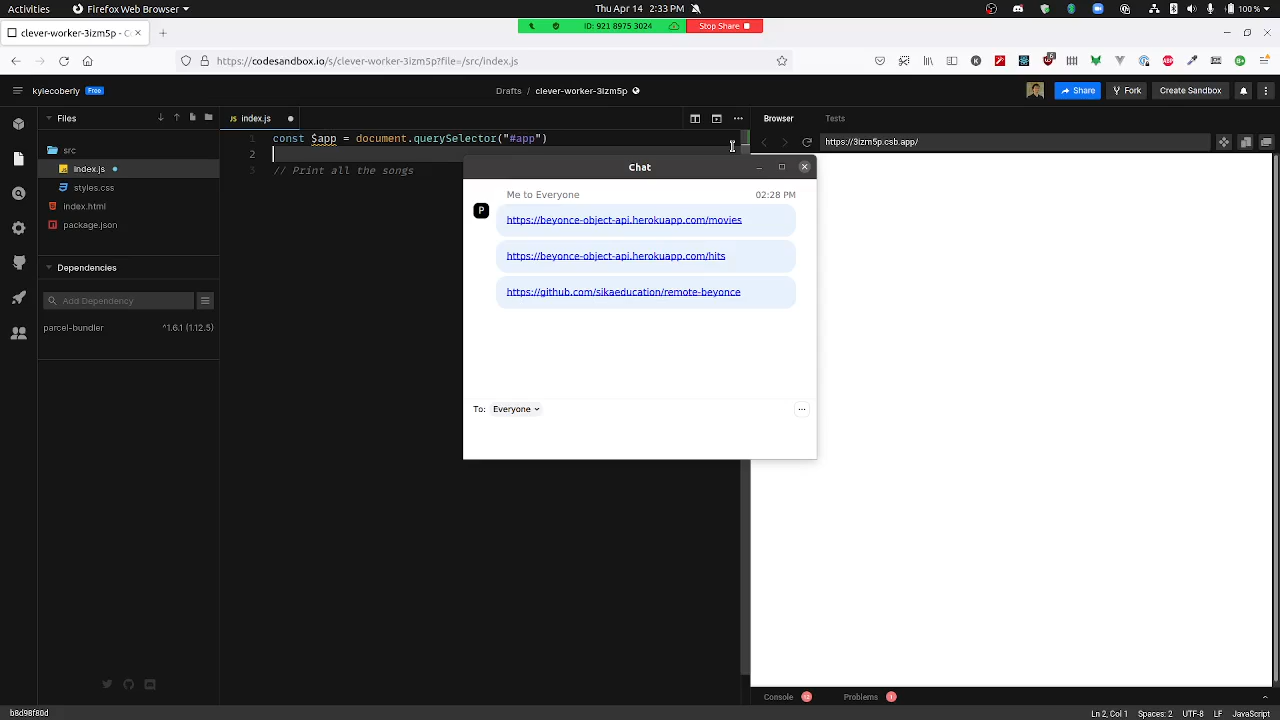 Activities
Firefox Web Browser
Thu Apr 14 2:33 PM
100 %
clever-worker-3izm5p - C
ID: 921 8975 3024
Stop Share
https://codesandbox.io/s/clever-worker-3izm5p?file=/src/index.js
kylecoberly
Free
Drafts / clever-worker-3izm5p
Share
Fork
Create Sandbox
Files
index.js
Browser
Tests
1 const $app = document.querySelector("#app")
2
3 // Print all the songs
https://3izm5p.csb.app/
src
index.js
styles.css
index.html
package.json
Dependencies
Add Dependency
parcel-bundler
^1.6.1 (1.12.5)
Chat
Me to Everyone
02:28 PM
P
https://beyonce-object-api.herokuapp.com/movies
https://beyonce-object-api.herokuapp.com/hits
https://github.com/sikaeducation/remote-beyonce
To: Everyone
Console
Problems
1
b8d98f80d
Ln 2, Col 1
Spaces: 2
UTF-8
LF
JavaScript